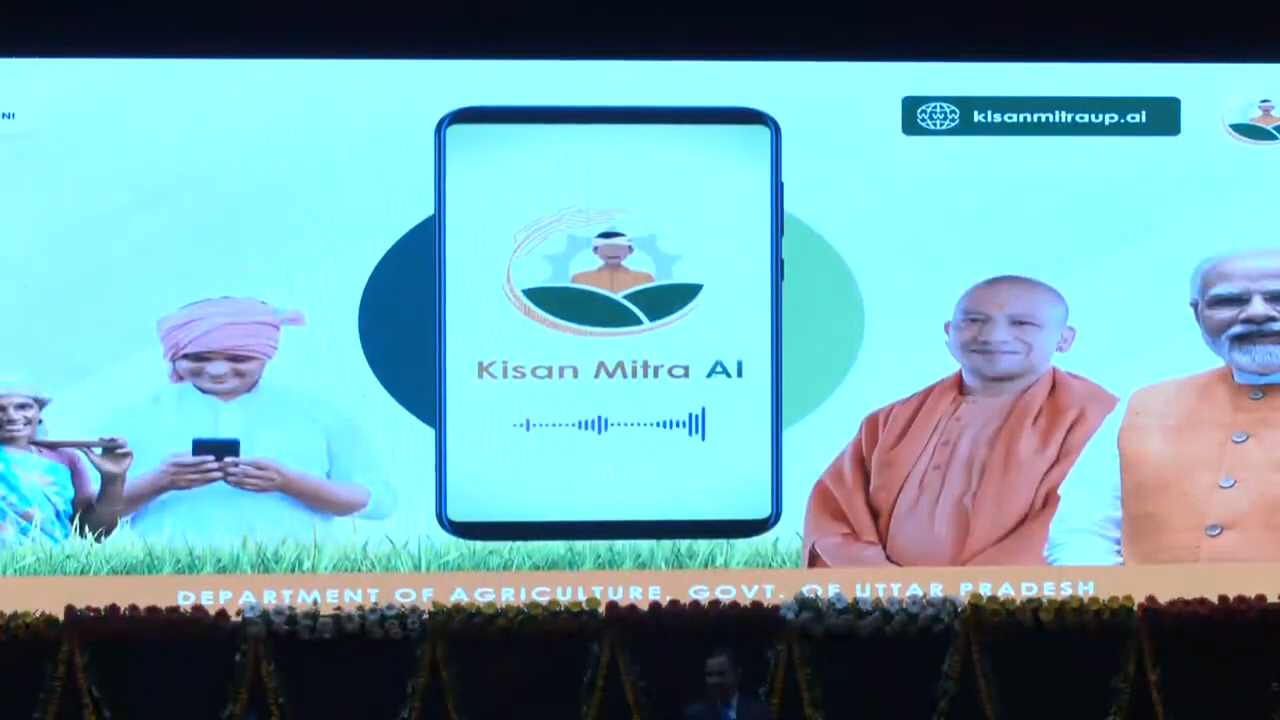 kisanmitraup.ai
Kisan Mitra AI
DEPARTMENT OF AGRICULTURE, GOVT. OF UTTAR PRADESH